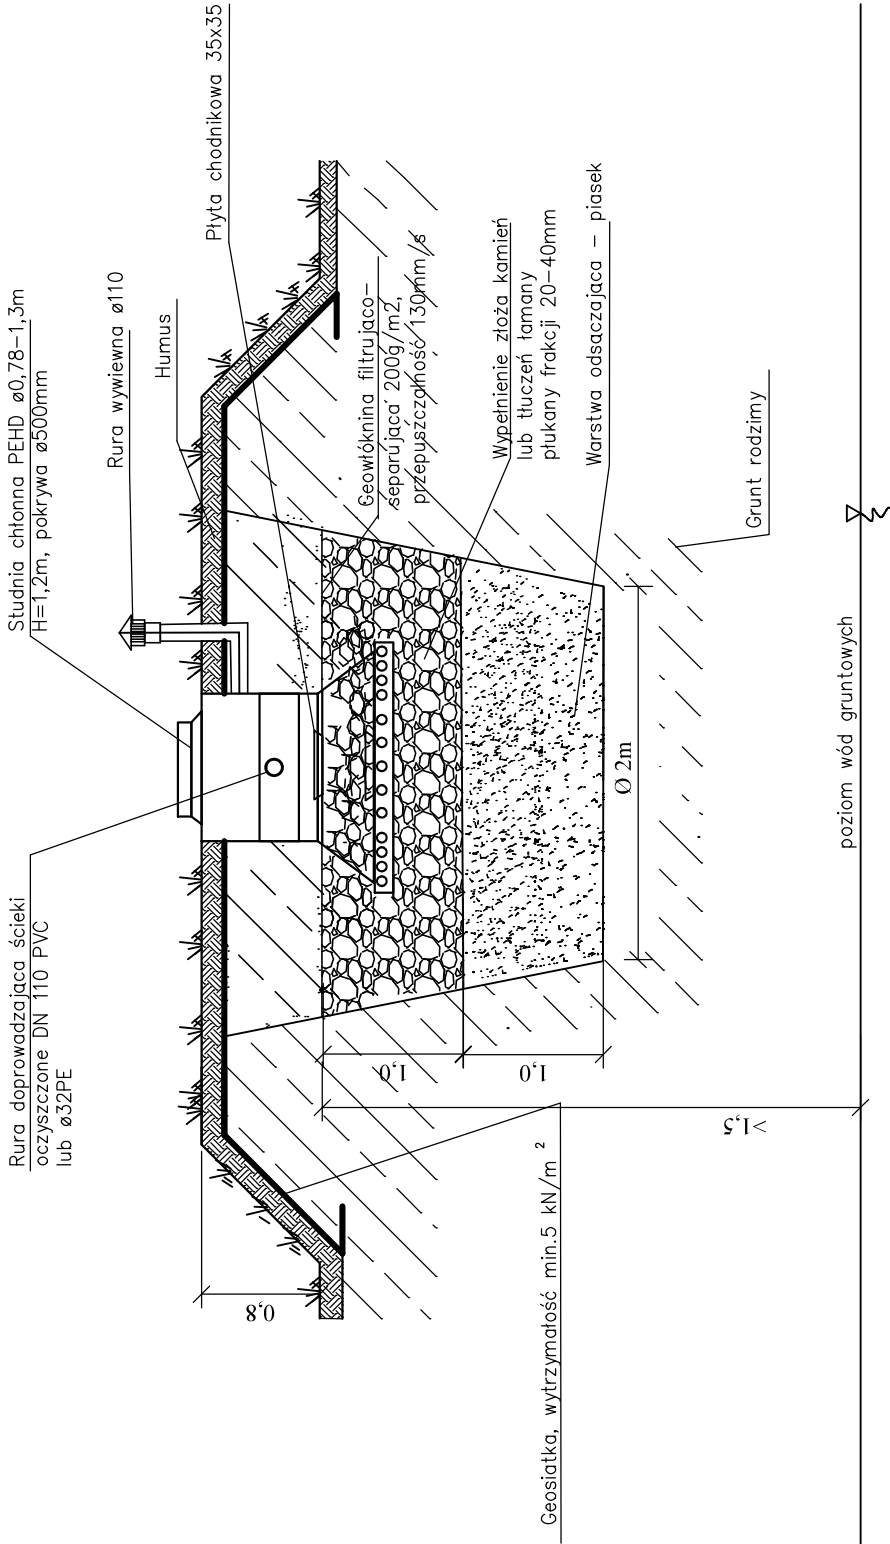 Rura doprowadzająca ścieki
oczyszczone DN 110 PVC
lub ø32PE
Studnia chłonna PEHD ø0,78-1,3m
H=1,2m, pokrywa ø500mm
Rura wywiewna ø110
Humus
Płyta chodnikowa 35x35
Geowłóknina filtrująco-
separująca 200g/m2,
przepuszczalność 130mm/s
Wypełnienie złoża kamień
lub tłuczeń łamany
płukany frakcji 20-40mm
Warstwa odsączająca - piasek
Grunt rodzimy
poziom wód gruntowych
Geosiatka, wytrzymałość min.5 kN/m ²
0,8
1,0
1,0
>1,5
Ø 2m